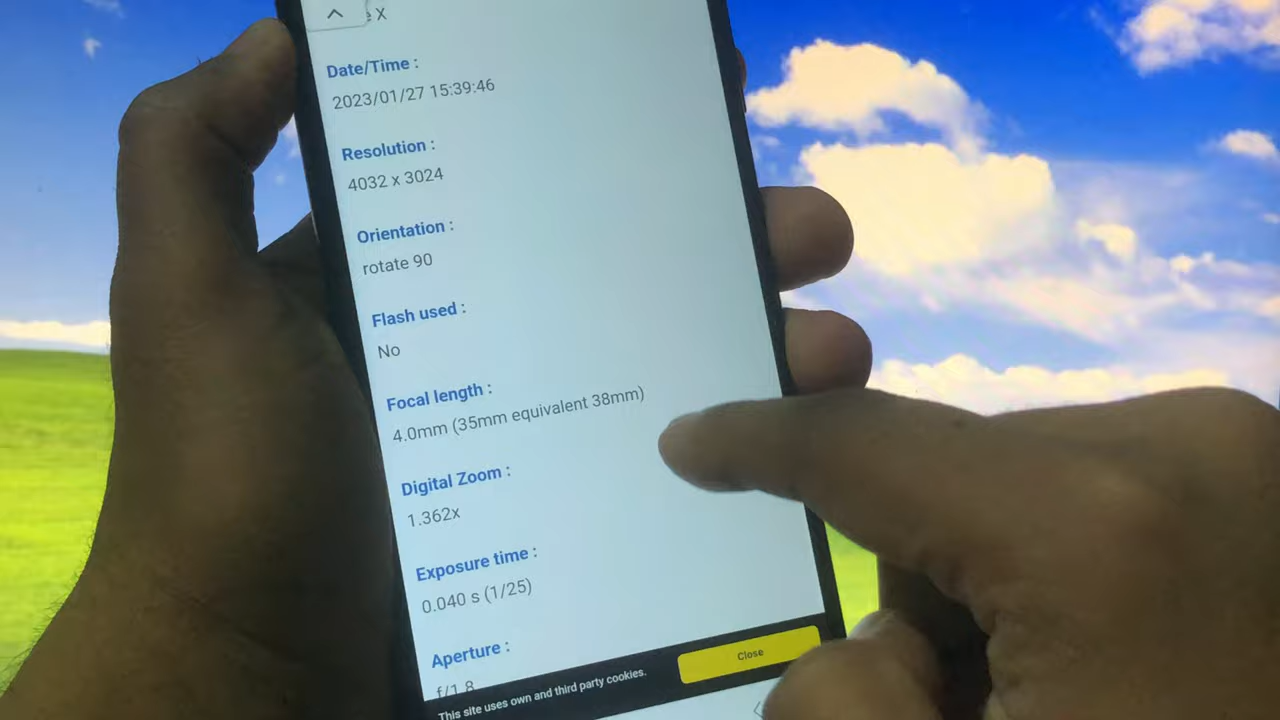 X
Date/Time :
2023/01/27 15:39:46
Resolution :
4032 x 3024
Orientation :
rotate 90
Flash used :
No
Focal length :
4.0mm (35mm equivalent 38mm)
Digital Zoom :
1.362x
Exposure time :
0.040 s (1/25)
Aperture :
f/1.8
This site uses own and third party cookies.
Close